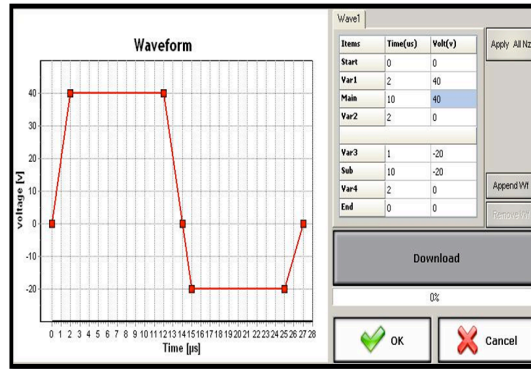 Waveform
voltage [v]
40
30
20
10
0
-10
-20
0 1 2 3 4 5 6 7 8 9 10 11 12 13 14 15 16 17 18 19 20 21 22 23 24 25 26 27 28
Time [µs]
Wave1
Items Time(us) Volt(v)
Start 0 0
Var1 2 40
Main 10 40
Var2 2 0
Var3 1 -20
Sub 10 -20
Var4 2 0
End 0 0
Apply All Nz
Append Wf
Download
0%
OK
Cancel